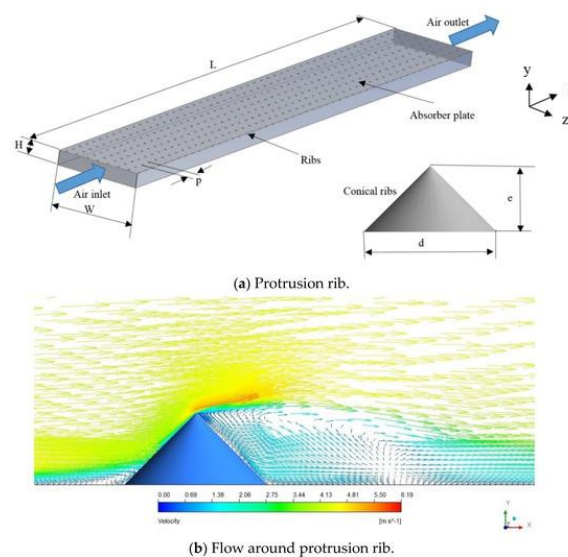 Air outlet
L
y
z
Absorber plate
H
Ribs
p
Air inlet
W
Conical ribs
e
d
(a) Protrusion rib.
0.00 0.69 1.38 2.06 2.75 3.44 4.13 4.81 5.50 6.19
Velocity [m s^-1]
(b) Flow around protrusion rib.